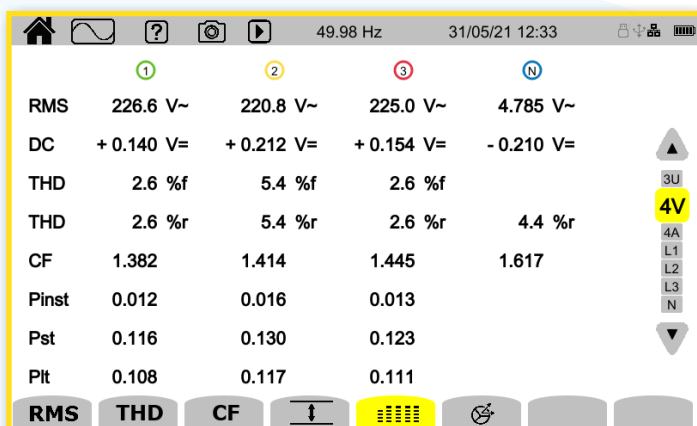 ? 49.98 Hz 31/05/21 12:33
1 2 3 N
RMS 226.6 V~ 220.8 V~ 225.0 V~ 4.785 V~
DC + 0.140 V= + 0.212 V= + 0.154 V= - 0.210 V=
THD 2.6 %f 5.4 %f 2.6 %f
THD 2.6 %r 5.4 %r 2.6 %r 4.4 %r
CF 1.382 1.414 1.445 1.617
Pinst 0.012 0.016 0.013
Pst 0.116 0.130 0.123
Plt 0.108 0.117 0.111
3U
4V
4A
L1
L2
L3
N
RMS THD CF